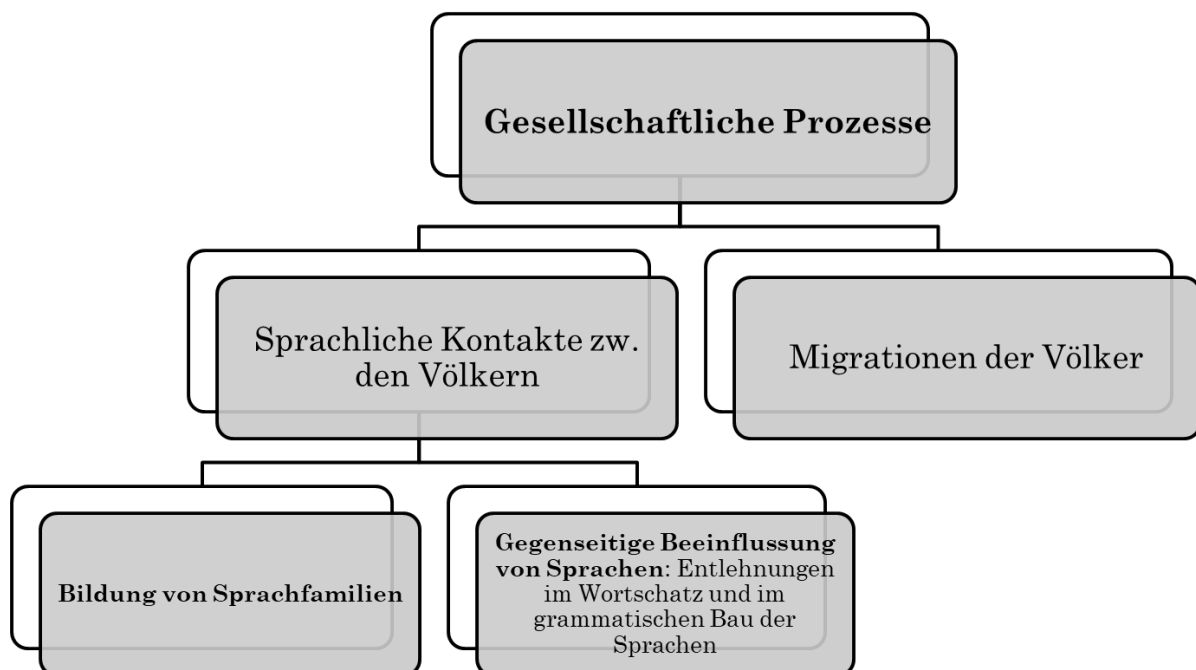 Gesellschaftliche Prozesse
Sprachliche Kontakte zw.
den Völkern
Migrationen der Völker
Bildung von Sprachfamilien
Gegenseitige Beeinflussung
von Sprachen: Entlehnungen
im Wortschatz und im
grammatischen Bau der
Sprachen